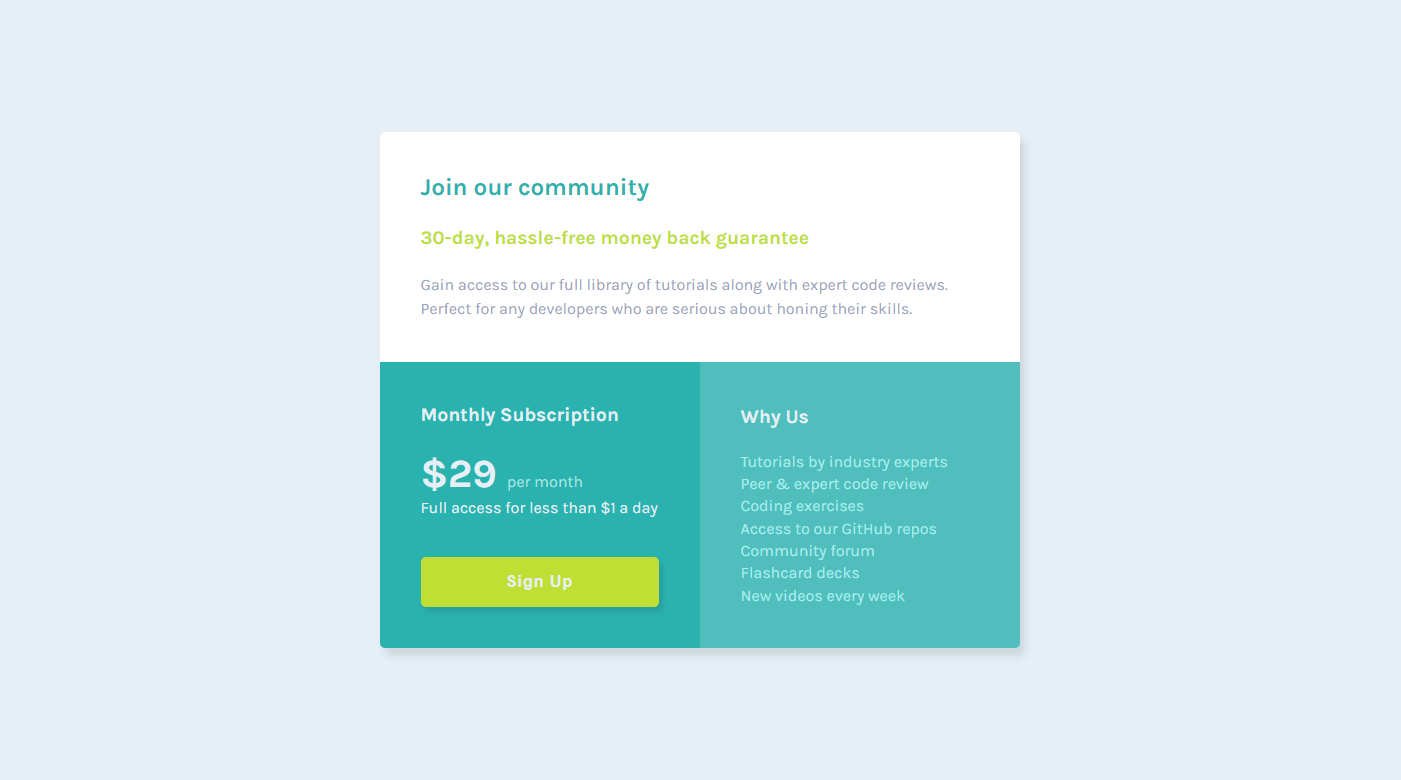 Join our community
30-day, hassle-free money back guarantee
Gain access to our full library of tutorials along with expert code reviews.
Perfect for any developers who are serious about honing their skills.
Monthly Subscription
$29 per month
Full access for less than $1 a day
Sign Up
Why Us
Tutorials by industry experts
Peer & expert code review
Coding exercises
Access to our GitHub repos
Community forum
Flashcard decks
New videos every week